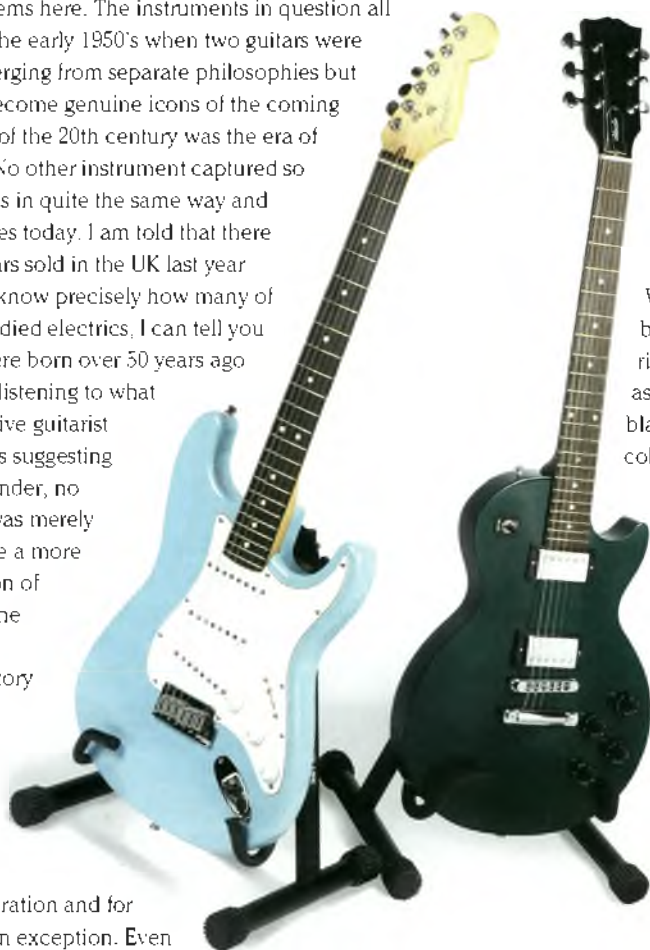 ems here. The instruments in question all
he early 1950's when two guitars were
erging from separate philosophies but
ecome genuine icons of the coming
of the 20th century was the era of
No other instrument captured so
s in quite the same way and
es today. I am told that there
ars sold in the UK last year
know precisely how many of
died electrics, I can tell you
ere born over 50 years ago
listening to what
ive guitarist
s suggesting
nder, no
was merely
e a more
on of
he
tory
ration and for
n exception. Even
b
ri
as
bla
col